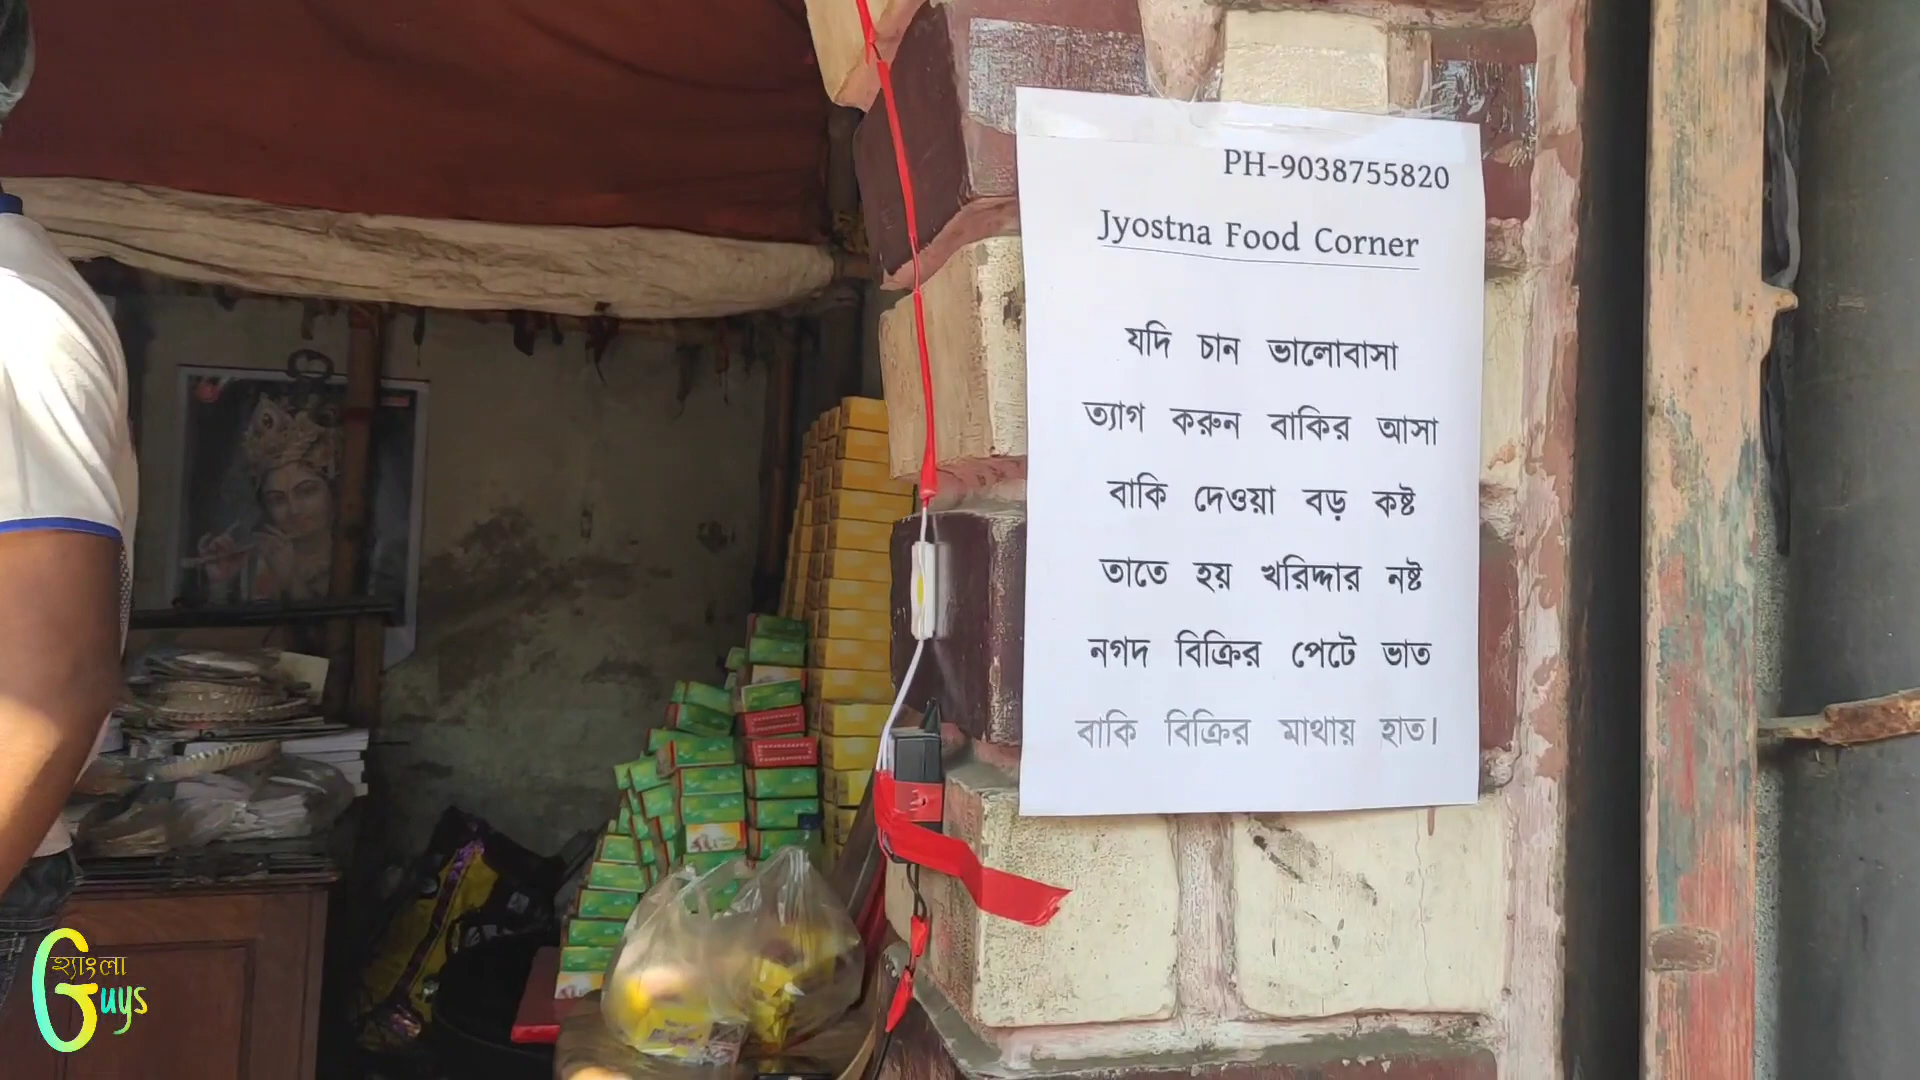 PH-9038755820
Jyostna Food Corner
যদি চান ভালোবাসা
ত্যাগ করুন বাকির আসা
বাকি দেওয়া বড় কষ্ট
তাতে হয় খরিদ্দার নষ্ট
নগদ বিক্রির পেটে ভাত
বাকি বিক্রির মাথায় হাত।
হ্যাংলা
Guys